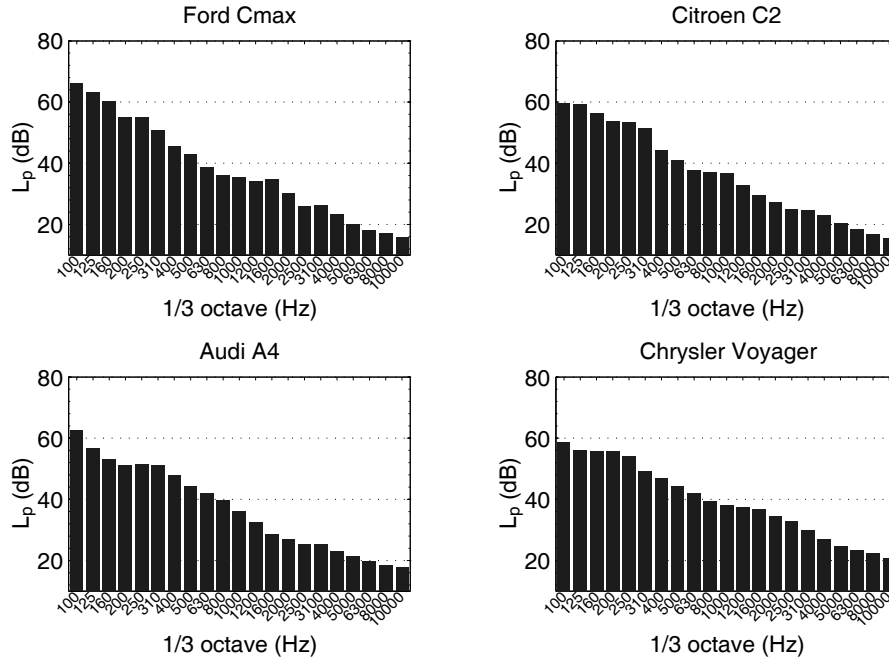 Ford Cmax
80
60
40
20
L_p (dB)
100 125 160 200 250 310 400 500 630 800 1000 1200 1600 2000 2500 3100 4000 5000 6300 8000 10000
1/3 octave (Hz)
Citroen C2
80
60
40
20
L_p (dB)
100 125 160 200 250 310 400 500 630 800 1000 1200 1600 2000 2500 3100 4000 5000 6300 8000 10000
1/3 octave (Hz)
Audi A4
80
60
40
20
L_p (dB)
100 125 160 200 250 310 400 500 630 800 1000 1200 1600 2000 2500 3100 4000 5000 6300 8000 10000
1/3 octave (Hz)
Chrysler Voyager
80
60
40
20
L_p (dB)
100 125 160 200 250 310 400 500 630 800 1000 1200 1600 2000 2500 3100 4000 5000 6300 8000 10000
1/3 octave (Hz)